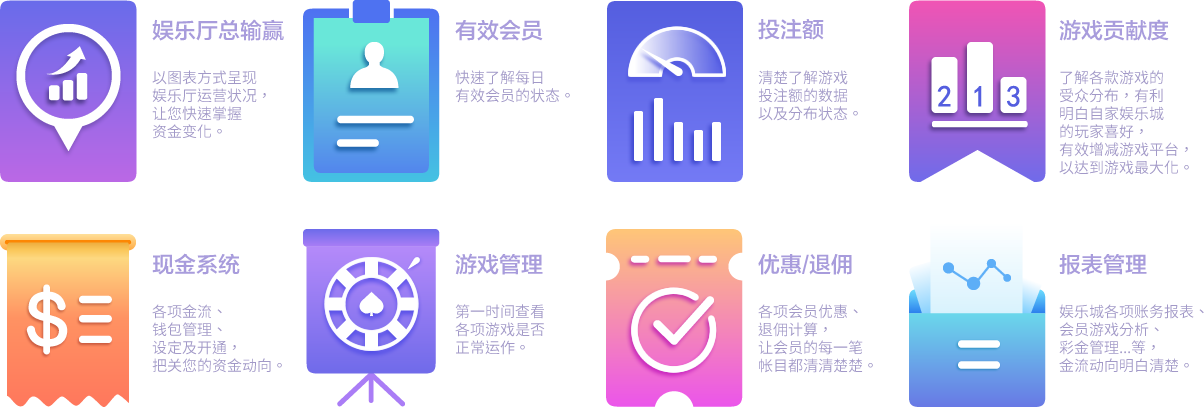 娱乐厅总输赢
以图表方式呈现
娱乐厅运营状况，
让您快速掌握
资金变化。
有效会员
快速了解每日
有效会员的状态。
投注额
清楚了解游戏
投注额的数据
以及分布状态。
2 1 3
游戏贡献度
了解各款游戏的
受众分布，有利
明白自家娱乐城
的玩家喜好，
有效增减游戏平台，
以达到游戏最大化。
$
现金系统
各项金流、
钱包管理、
设定及开通，
把关您的资金动向。
游戏管理
第一时间查看
各项游戏是否
正常运作。
优惠/退佣
各项会员优惠、
退佣计算，
让会员的每一笔
帐目都清清楚楚。
报表管理
娱乐城各项账务报表、
会员游戏分析、
彩金管理...等，
金流动向明白清楚。